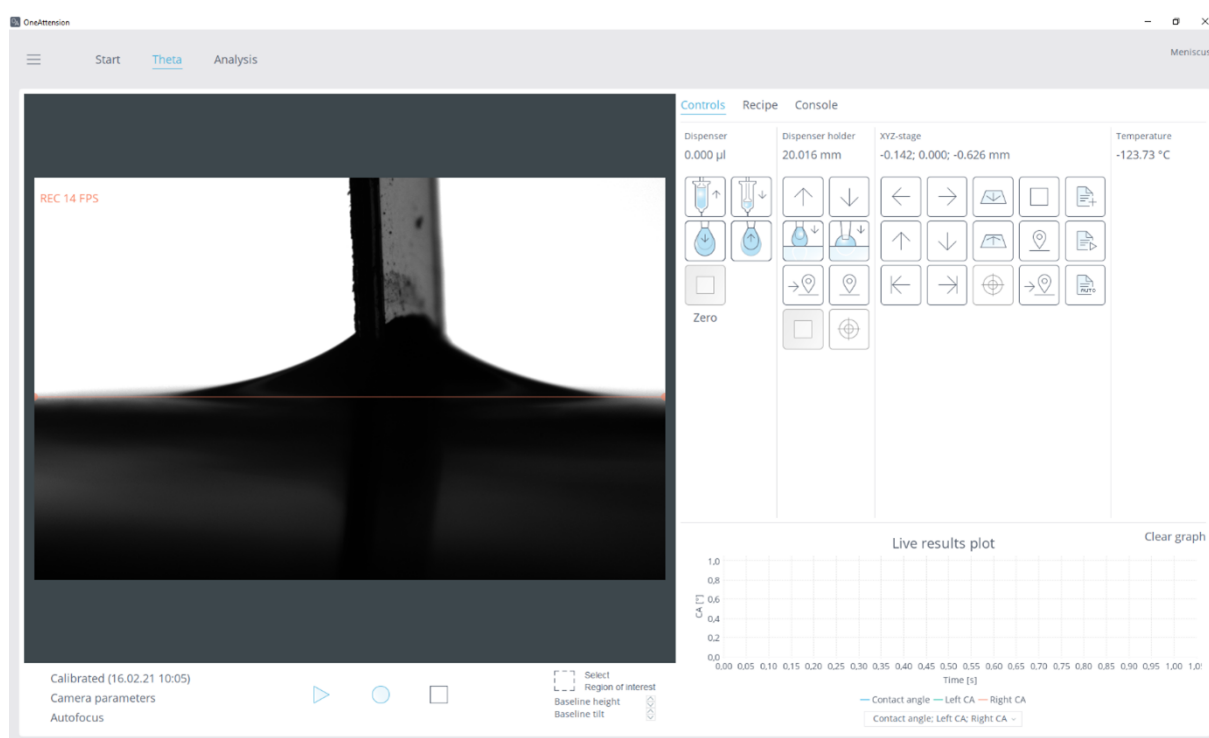 OneAttension
Start Theta Analysis
Meniscus
Controls Recipe Console
Dispenser Dispenser holder XYZ-stage Temperature
0.000 µl 20.016 mm -0.142; 0.000; -0.626 mm -123.73 °C
REC 14 FPS
AUTO
Zero
Live results plot
Clear graph
1,0
0,8
0,6
0,4
0,2
0,0
CA [°]
0,00 0,05 0,10 0,15 0,20 0,25 0,30 0,35 0,40 0,45 0,50 0,55 0,60 0,65 0,70 0,75 0,80 0,85 0,90 0,95 1,00 1,0
Time [s]
Contact angle Left CA Right CA
Contact angle; Left CA; Right CA
Calibrated (16.02.21 10:05)
Camera parameters
Autofocus
Select
Region of interest
Baseline height
Baseline tilt